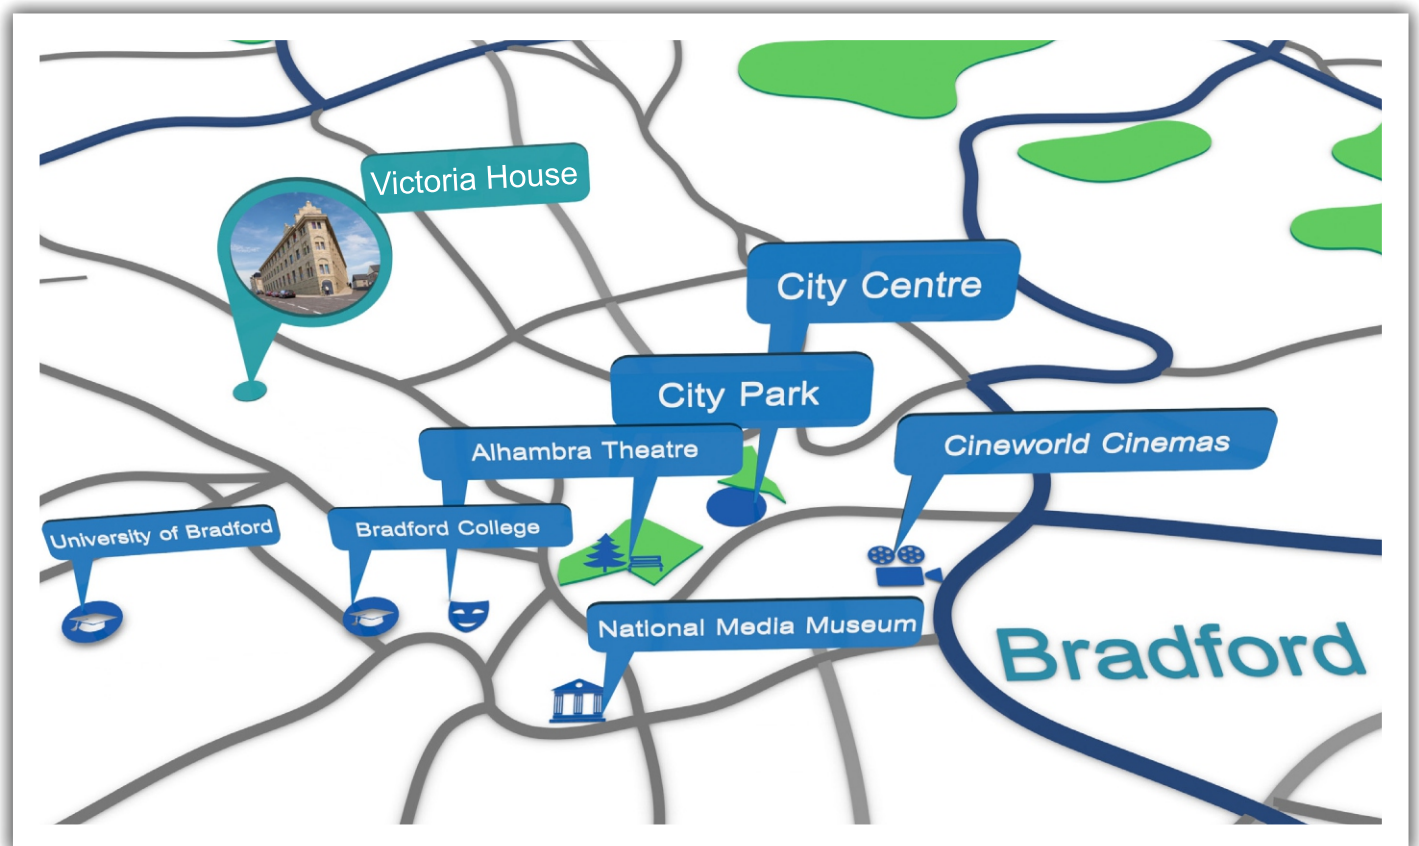 Victoria House
City Centre
City Park
Alhambra Theatre
Cineworld Cinemas
University of Bradford
Bradford College
National Media Museum
Bradford